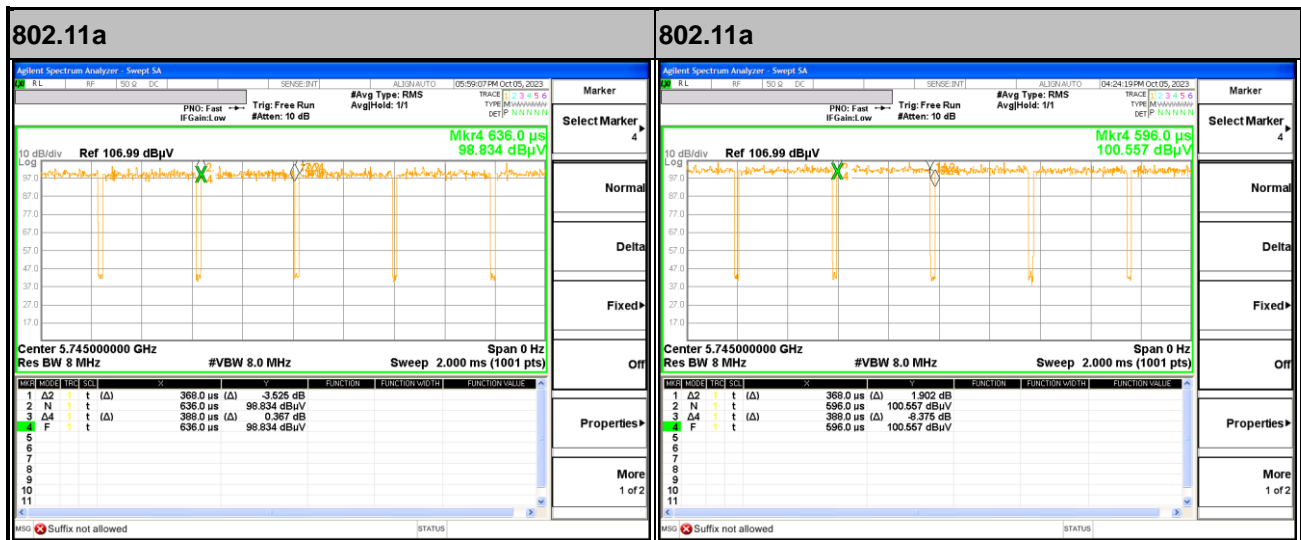 802.11a
Agilent Spectrum Analyzer - Swept SA
RL RF 50 Ω DC SENSE:INT ALIGNAUTO 05:59:07 PM Oct 05, 2023
#Avg Type: RMS TRACE 1 2 3 4 5 6
PNO: Fast Trig: Free Run Avg|Hold: 1/1 TYPE M
IFGain:Low #Atten: 10 dB DET P N N N N N
Mkr4 636.0 µs
10 dB/div Ref 106.99 dBµV 98.834 dBµV
Log
97.0
87.0
77.0
67.0
57.0
47.0
37.0
27.0
17.0
Center 5.745000000 GHz Span 0 Hz
Res BW 8 MHz #VBW 8.0 MHz Sweep 2.000 ms (1001 pts)
MKR MODE TRC SCL X Y FUNCTION FUNCTION WIDTH FUNCTION VALUE
1 Δ2 1 t (Δ) 368.0 µs (Δ) -3.525 dB
2 N 1 t 636.0 µs 98.834 dBµV
3 Δ4 1 t (Δ) 388.0 µs (Δ) 0.367 dB
4 F 1 t 636.0 µs 98.834 dBµV
5
6
7
8
9
10
11
MSG Suffix not allowed STATUS
Marker
Select Marker
4
Normal
Delta
Fixed
Off
Properties
More
1 of 2
802.11a
Agilent Spectrum Analyzer - Swept SA
RL RF 50 Ω DC SENSE:INT ALIGNAUTO 04:24:19 PM Oct 05, 2023
#Avg Type: RMS TRACE 1 2 3 4 5 6
PNO: Fast Trig: Free Run Avg|Hold: 1/1 TYPE M
IFGain:Low #Atten: 10 dB DET P N N N N N
Mkr4 596.0 µs
10 dB/div Ref 106.99 dBµV 100.557 dBµV
Log
97.0
87.0
77.0
67.0
57.0
47.0
37.0
27.0
17.0
Center 5.745000000 GHz Span 0 Hz
Res BW 8 MHz #VBW 8.0 MHz Sweep 2.000 ms (1001 pts)
MKR MODE TRC SCL X Y FUNCTION FUNCTION WIDTH FUNCTION VALUE
1 Δ2 1 t (Δ) 368.0 µs (Δ) 1.902 dB
2 N 1 t 596.0 µs 100.557 dBµV
3 Δ4 1 t (Δ) 388.0 µs (Δ) -8.375 dB
4 F 1 t 596.0 µs 100.557 dBµV
5
6
7
8
9
10
11
MSG Suffix not allowed STATUS
Marker
Select Marker
4
Normal
Delta
Fixed
Off
Properties
More
1 of 2